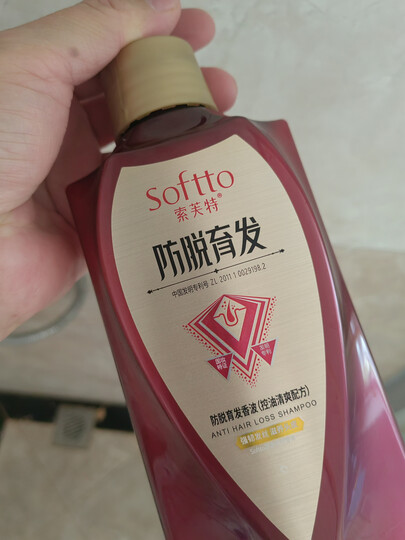 Softto
索芙特®
防脱育发
中国发明专利号 ZL 2011 1 0029198.2
防脱育发香波(控油清爽配方)
ANTI HAIR LOSS SHAMPOO